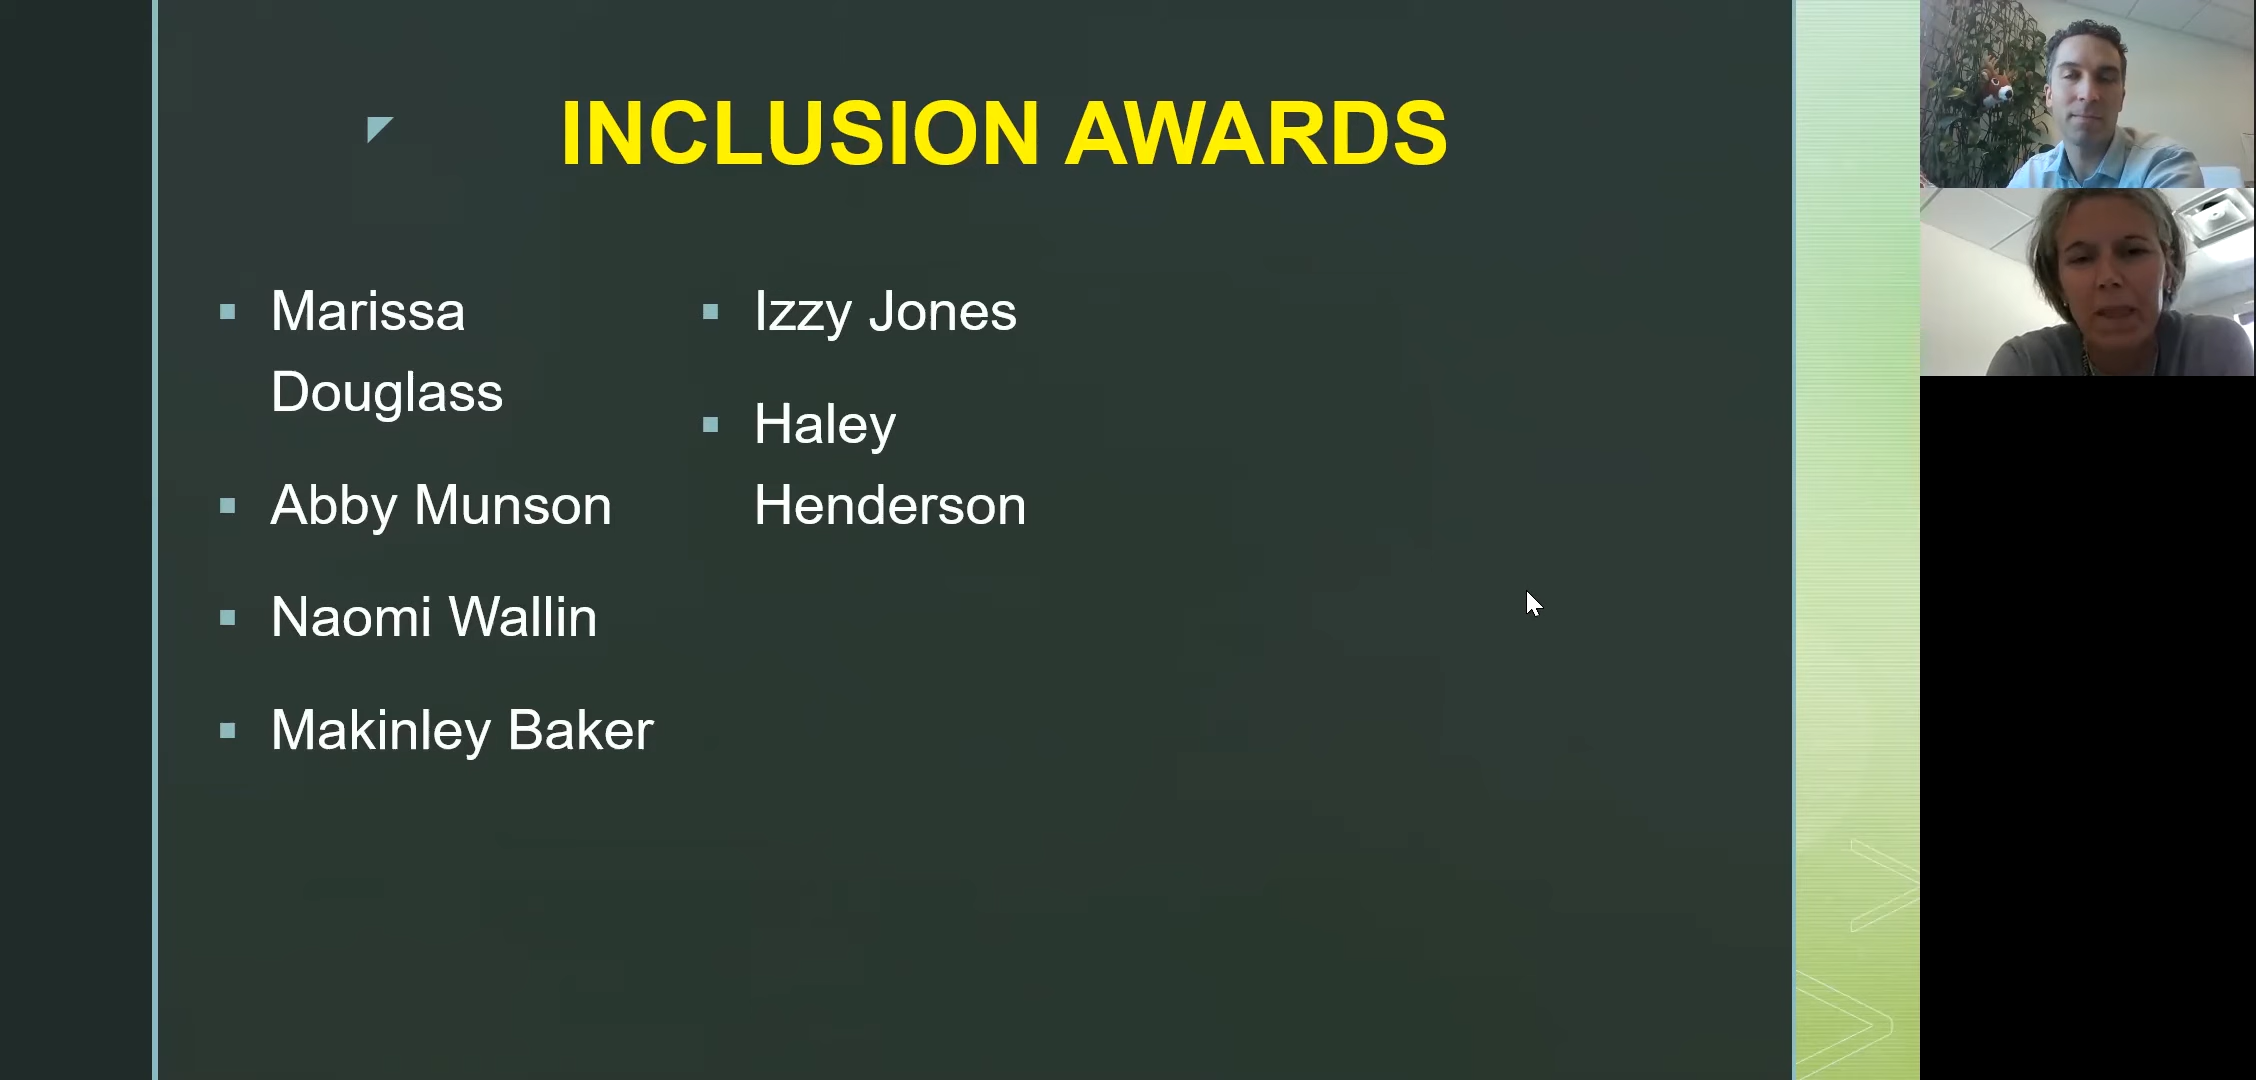 INCLUSION AWARDS
Marissa
Douglass
Abby Munson
Naomi Wallin
Makinley Baker
Izzy Jones
Haley
Henderson